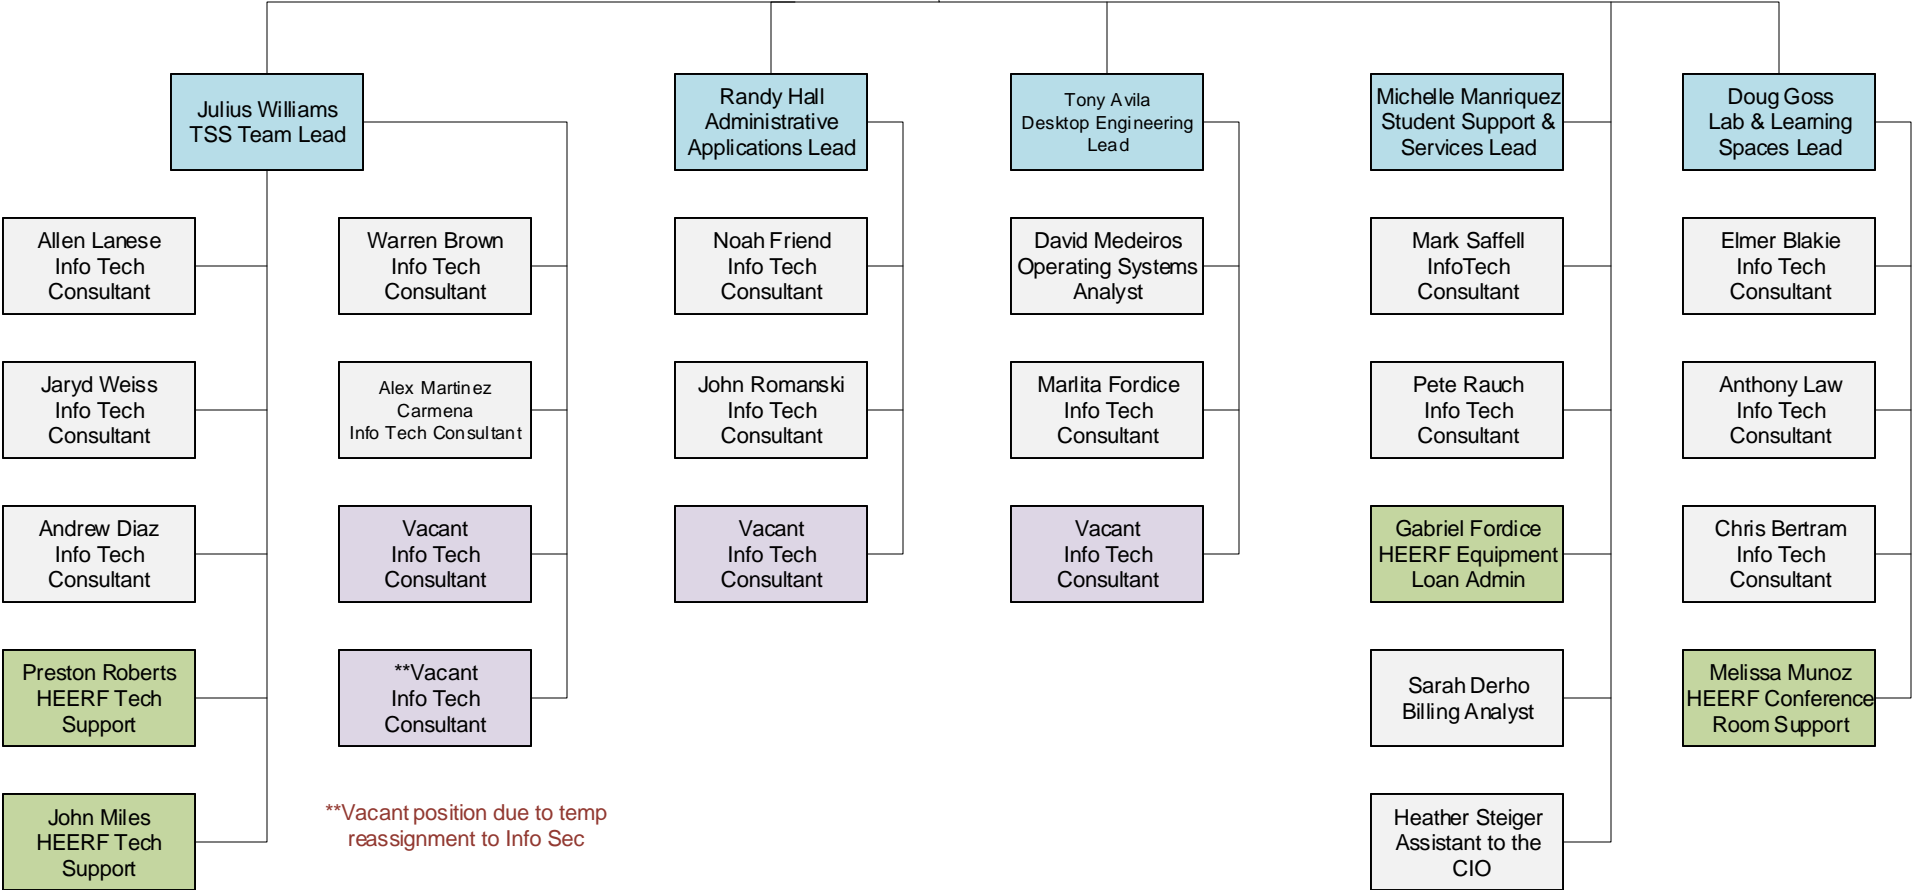 Julius Williams
TSS Team Lead
Randy Hall
Administrative
Applications Lead
Tony Avila
Desktop Engineering
Lead
Michelle Manriquez
Student Support &
Services Lead
Doug Goss
Lab & Learning
Spaces Lead
Allen Lanese
Info Tech
Consultant
Warren Brown
Info Tech
Consultant
Noah Friend
Info Tech
Consultant
David Medeiros
Operating Systems
Analyst
Mark Saffell
InfoTech
Consultant
Elmer Blakie
Info Tech
Consultant
Jaryd Weiss
Info Tech
Consultant
Alex Martinez
Carmena
Info Tech Consultant
John Romanski
Info Tech
Consultant
Marlita Fordice
Info Tech
Consultant
Pete Rauch
Info Tech
Consultant
Anthony Law
Info Tech
Consultant
Andrew Diaz
Info Tech
Consultant
Vacant
Info Tech
Consultant
Vacant
Info Tech
Consultant
Vacant
Info Tech
Consultant
Gabriel Fordice
HEERF Equipment
Loan Admin
Chris Bertram
Info Tech
Consultant
Preston Roberts
HEERF Tech
Support
**Vacant
Info Tech
Consultant
Sarah Derho
Billing Analyst
Melissa Munoz
HEERF Conference
Room Support
John Miles
HEERF Tech
Support
**Vacant position due to temp
reassignment to Info Sec
Heather Steiger
Assistant to the
CIO